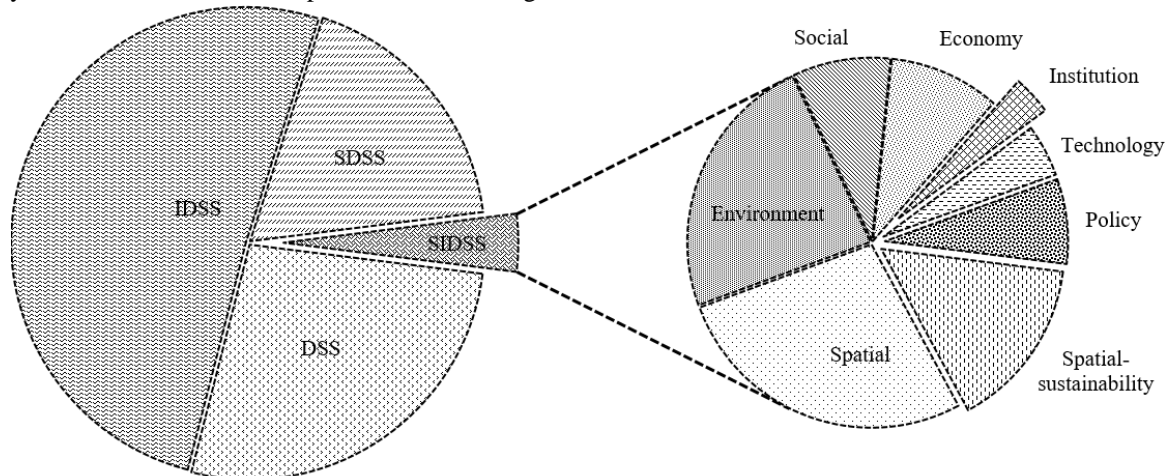 Social
Economy
Institution
Technology
Policy
Spatial-
sustainability
Spatial
Environment
SDSS
IDSS
SIDSS
DSS